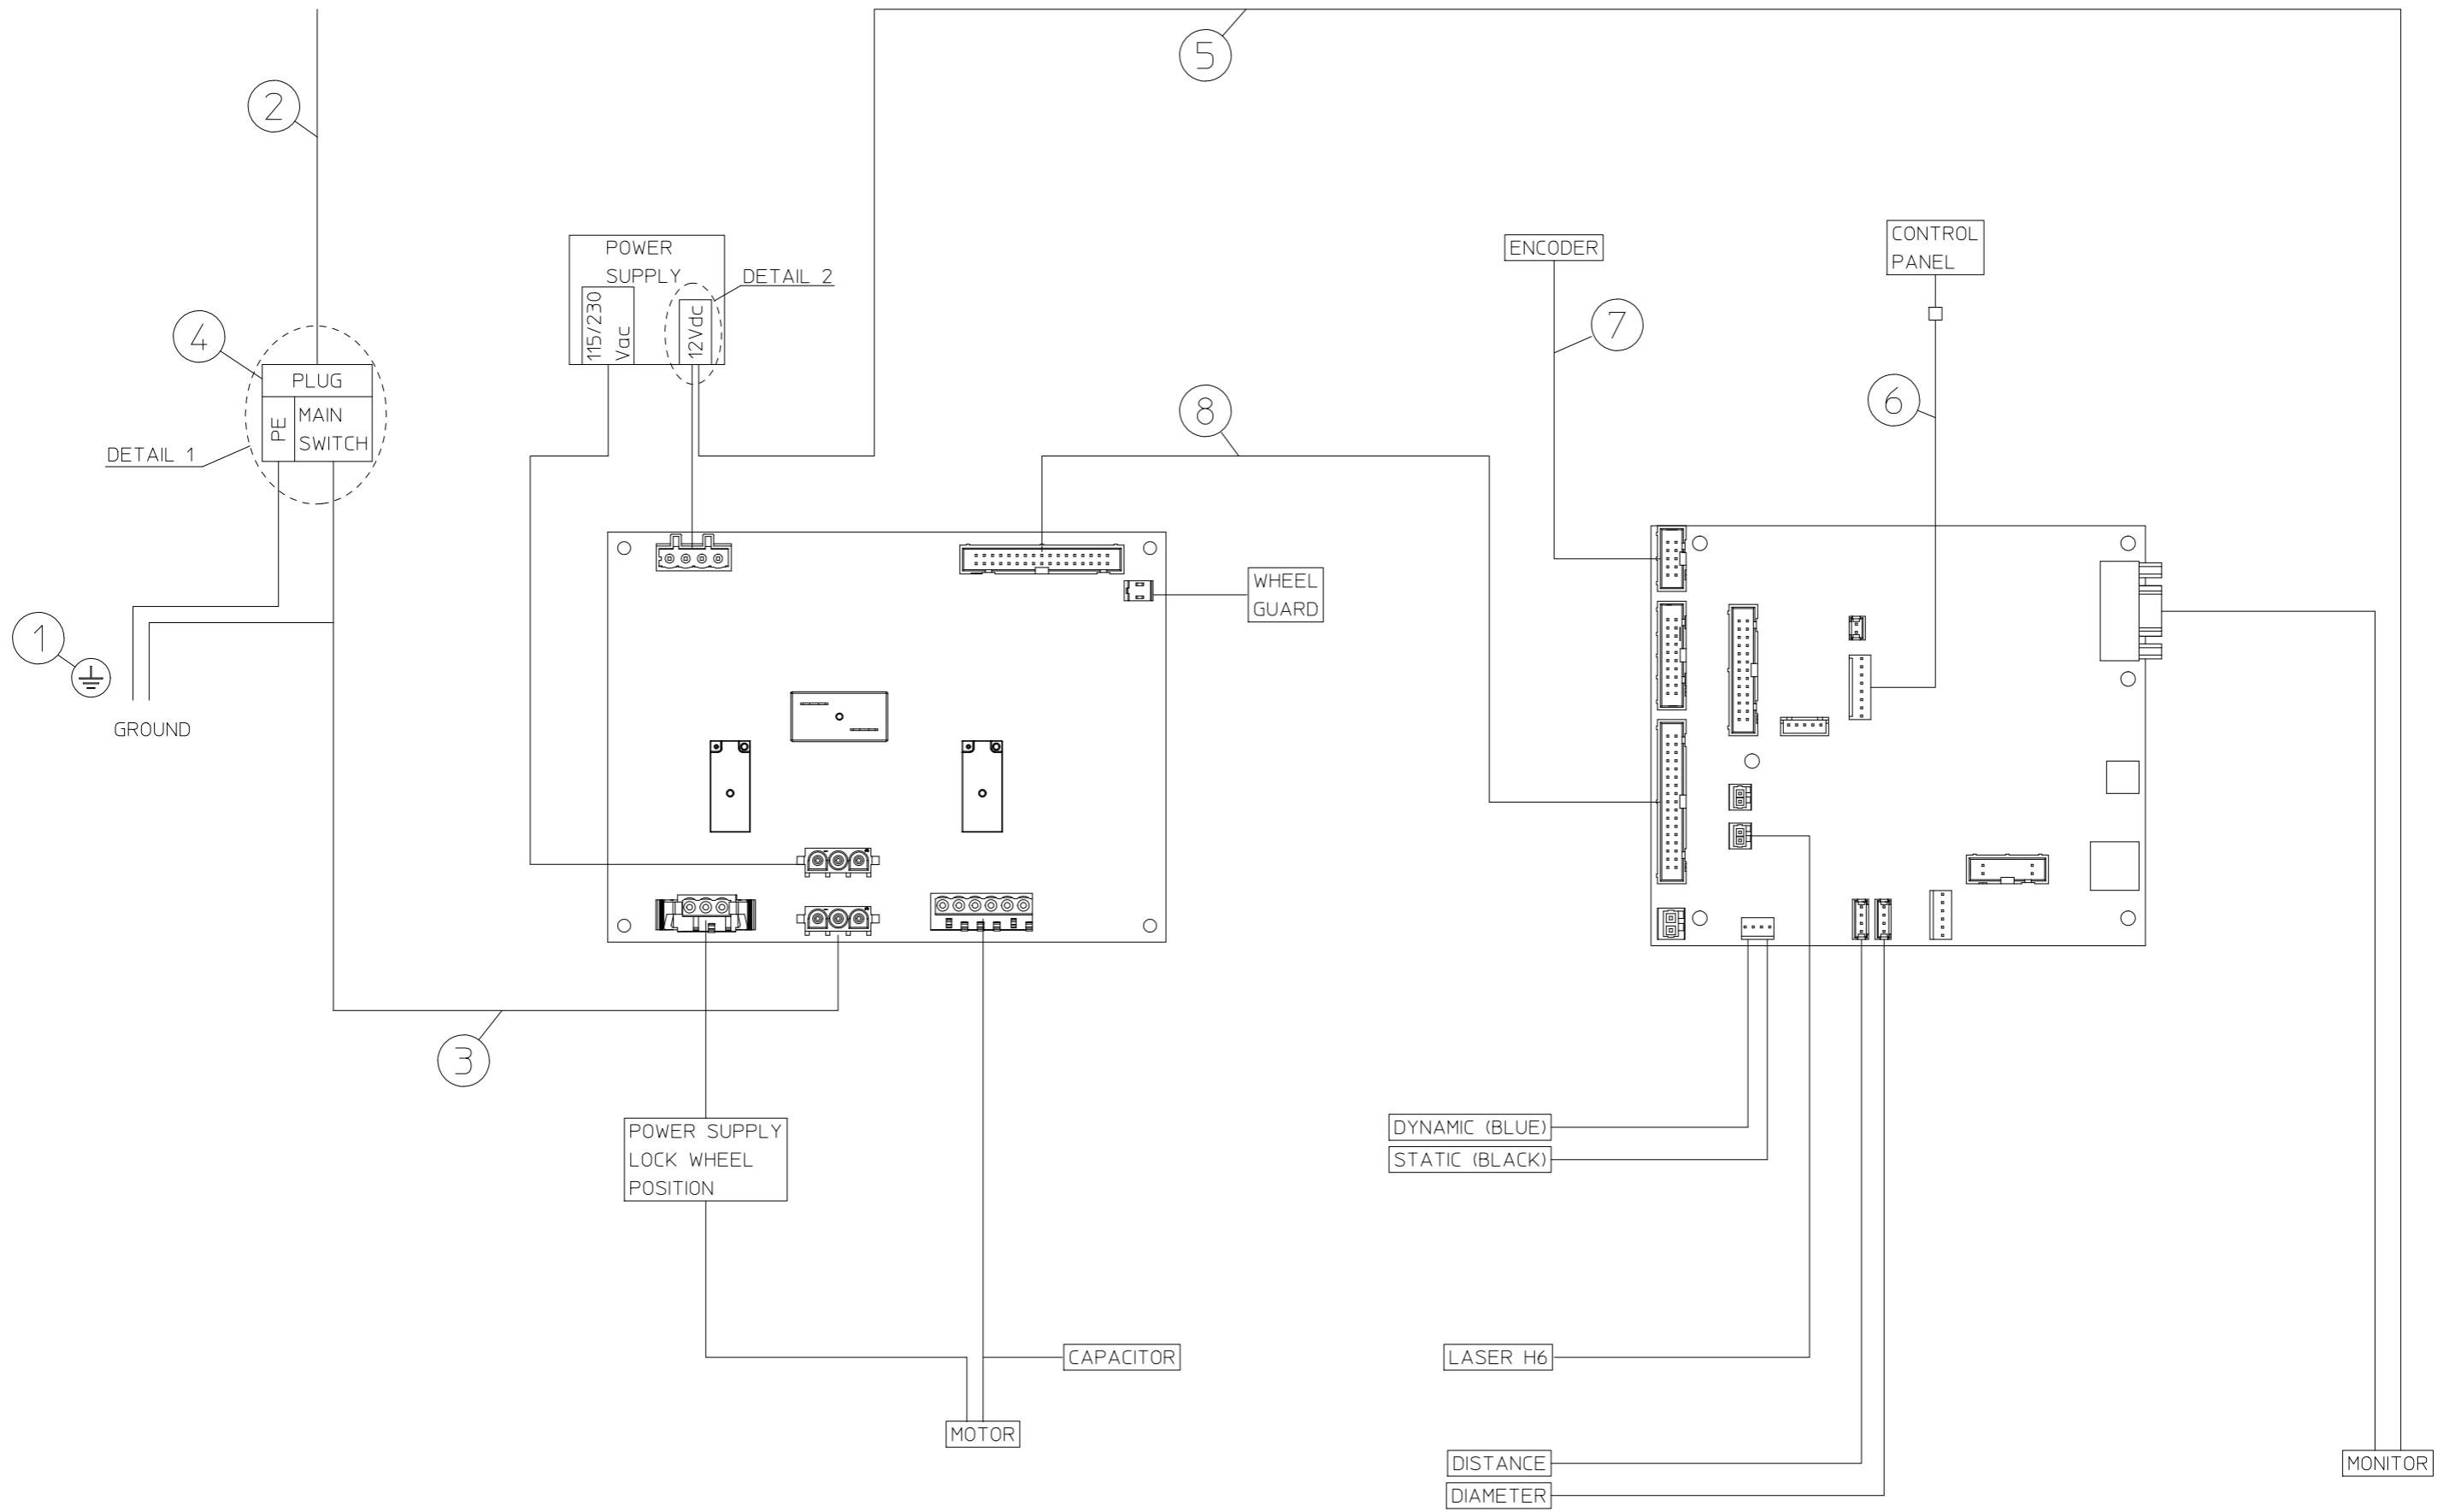 5
2
POWER
SUPPLY
115/230
Vac
12Vdc
DETAIL 2
ENCODER
CONTROL
PANEL
7
4
PLUG
PE
MAIN
SWITCH
DETAIL 1
8
6
WHEEL
GUARD
1
GROUND
3
POWER SUPPLY
LOCK WHEEL
POSITION
DYNAMIC (BLUE)
STATIC (BLACK)
CAPACITOR
LASER H6
MOTOR
DISTANCE
MONITOR
DIAMETER